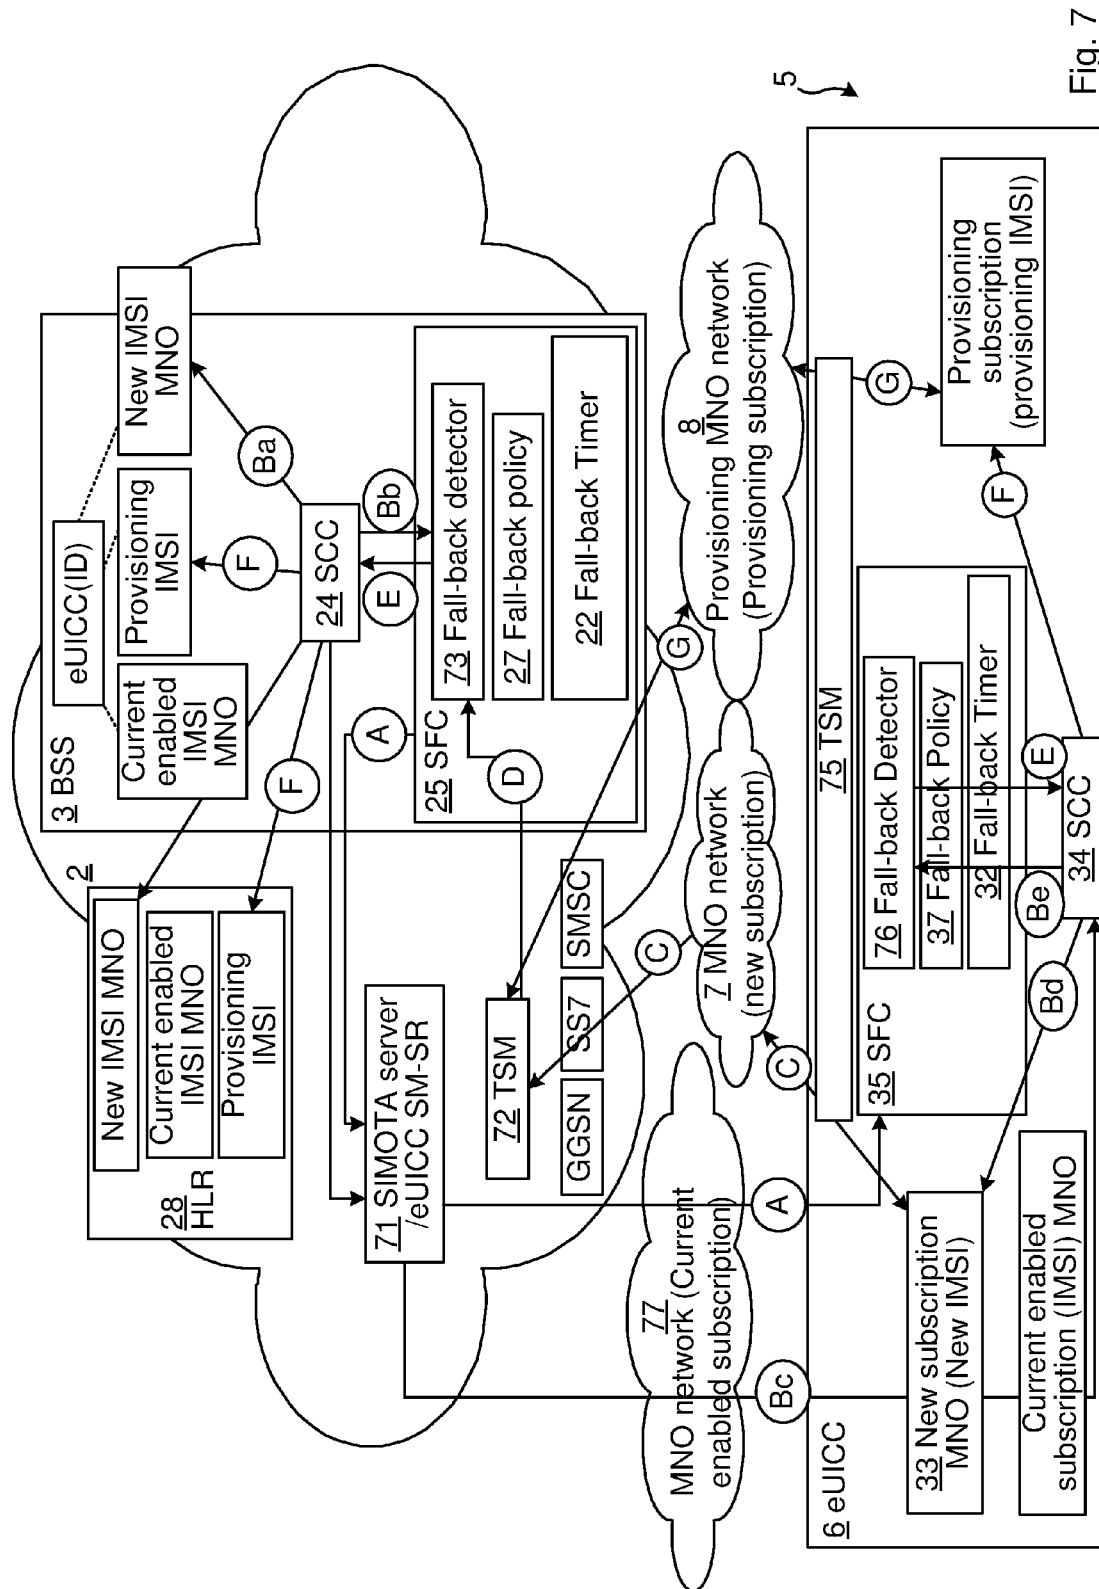 2
28
HLR
New IMSI MNO
Current enabled
IMSI MNO
Provisioning
IMSI
3 BSS
eUICC(ID)
Current
enabled
IMSI
MNO
Provisioning
IMSI
New IMSI
MNO
F
F
Ba
24 SCC
A
E
Bb
25 SFC
73 Fall-back detector
27 Fall-back policy
22 Fall-back Timer
D
71 SIMOTA server
/eUICC SM-SR
72 TSM
GGSN
SS7
SMSC
77
MNO network (Current
enabled subscription)
7 MNO network
(new subscription)
8
Provisioning MNO network
(Provisioning subscription)
C
G
Bc
A
C
G
5
6 eUICC
75 TSM
35 SFC
76 Fall-back Detector
37 Fall-back Policy
32 Fall-back Timer
33 New subscription
MNO (New IMSI)
Current enabled
subscription (IMSI) MNO
Bd
Be
E
34 SCC
F
Provisioning
subscription
(provisioning IMSI)
Fig. 7